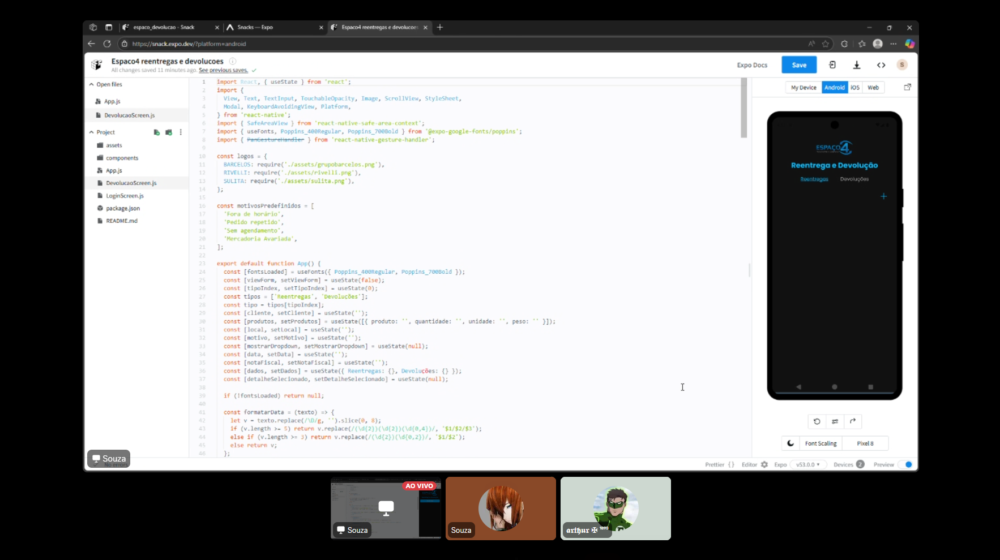 espaco_devolucao - Snack
Snacks — Expo
Espaco4 reentregas e devolucoes
https://snack.expo.dev/?platform=android
Espaco4 reentregas e devolucoes
All changes saved 11 minutes ago. See previous saves.
Expo Docs
Save
S
Open files
App.js
DevolucaoScreen.js
Project
assets
components
App.js
DevolucaoScreen.js
LoginScreen.js
package.json
README.md
1 import React, { useState } from 'react';
2 import {
3 View, Text, TextInput, TouchableOpacity, Image, ScrollView, StyleSheet,
4 Modal, KeyboardAvoidingView, Platform,
5 } from 'react-native';
6 import { SafeAreaView } from 'react-native-safe-area-context';
7 import { useFonts, Poppins_400Regular, Poppins_700Bold } from '@expo-google-fonts/poppins';
8 import { PanGestureHandler } from 'react-native-gesture-handler';
9
10 const logos = {
11 BARCELOS: require('./assets/grupobarcelos.png'),
12 RIVELLI: require('./assets/rivelli.png'),
13 SULITA: require('./assets/sulita.png'),
14 };
15
16 const motivosPredefinidos = [
17 'Fora de horário',
18 'Pedido repetido',
19 'Sem agendamento',
20 'Mercadoria Avariada',
21 ];
22
23 export default function App() {
24 const [fontsLoaded] = useFonts({ Poppins_400Regular, Poppins_700Bold });
25 const [viewForm, setViewForm] = useState(false);
26 const [tipoIndex, setTipoIndex] = useState(0);
27 const tipos = ['Reentregas', 'Devoluções'];
28 const tipo = tipos[tipoIndex];
29 const [cliente, setCliente] = useState('');
30 const [produtos, setProdutos] = useState([{ produto: '', quantidade: '', unidade: '', peso: '' }]);
31 const [local, setLocal] = useState('');
32 const [motivo, setMotivo] = useState('');
33 const [mostrarDropdown, setMostrarDropdown] = useState(null);
34 const [data, setData] = useState('');
35 const [notaFiscal, setNotaFiscal] = useState('');
36 const [dados, setDados] = useState({ Reentregas: {}, Devoluções: {} });
37 const [detalheSelecionado, setDetalheSelecionado] = useState(null);
38
39 if (!fontsLoaded) return null;
40
41 const formatarData = (texto) => {
42 let v = texto.replace(/\D/g, '').slice(0, 8);
43 if (v.length >= 5) return v.replace(/(\d{2})(\d{2})(\d{0,4})/, '$1/$2/$3');
44 else if (v.length >= 3) return v.replace(/(\d{2})(\d{0,2})/, '$1/$2');
45 else return v;
46 };
My Device
Android
iOS
Web
ESPAÇO4
Reentrega e Devolução
Reentregas
Devoluções
+
Font Scaling
Pixel 8
No errors
Prettier {}
Editor
Expo
v53.0.0
Devices 2
Preview
Souza
AO VIVO
Souza
Souza
arthur ✠ ¹⁸⁹⁸